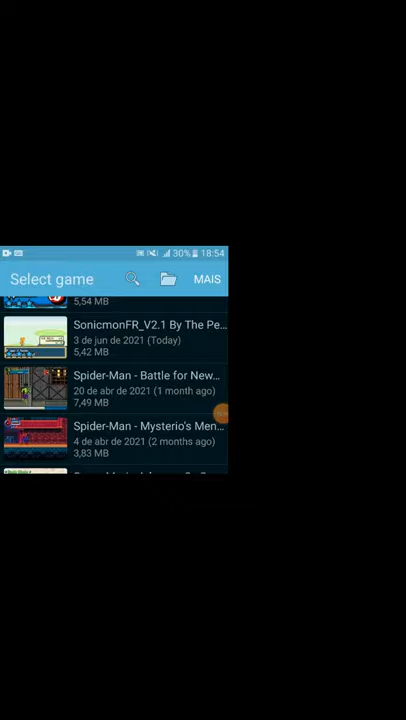 30% 18:54
Select game
MAIS
5,54 MB
SonicmonFR_V2.1 By The Pe...
3 de jun de 2021 (Today)
5,42 MB
Spider-Man - Battle for New...
20 de abr de 2021 (1 month ago)
7,49 MB
Spider-Man - Mysterio's Men...
4 de abr de 2021 (2 months ago)
3,83 MB